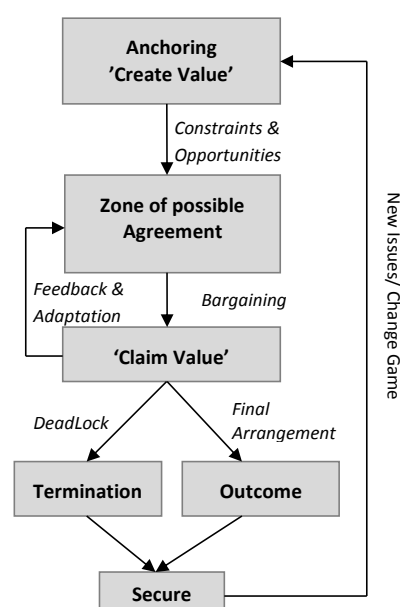 Anchoring
’Create Value’
Constraints &
Opportunities
Zone of possible
Agreement
Feedback &
Adaptation
Bargaining
‘Claim Value’
DeadLock
Final
Arrangement
Termination
Outcome
Secure
New Issues/ Change Game